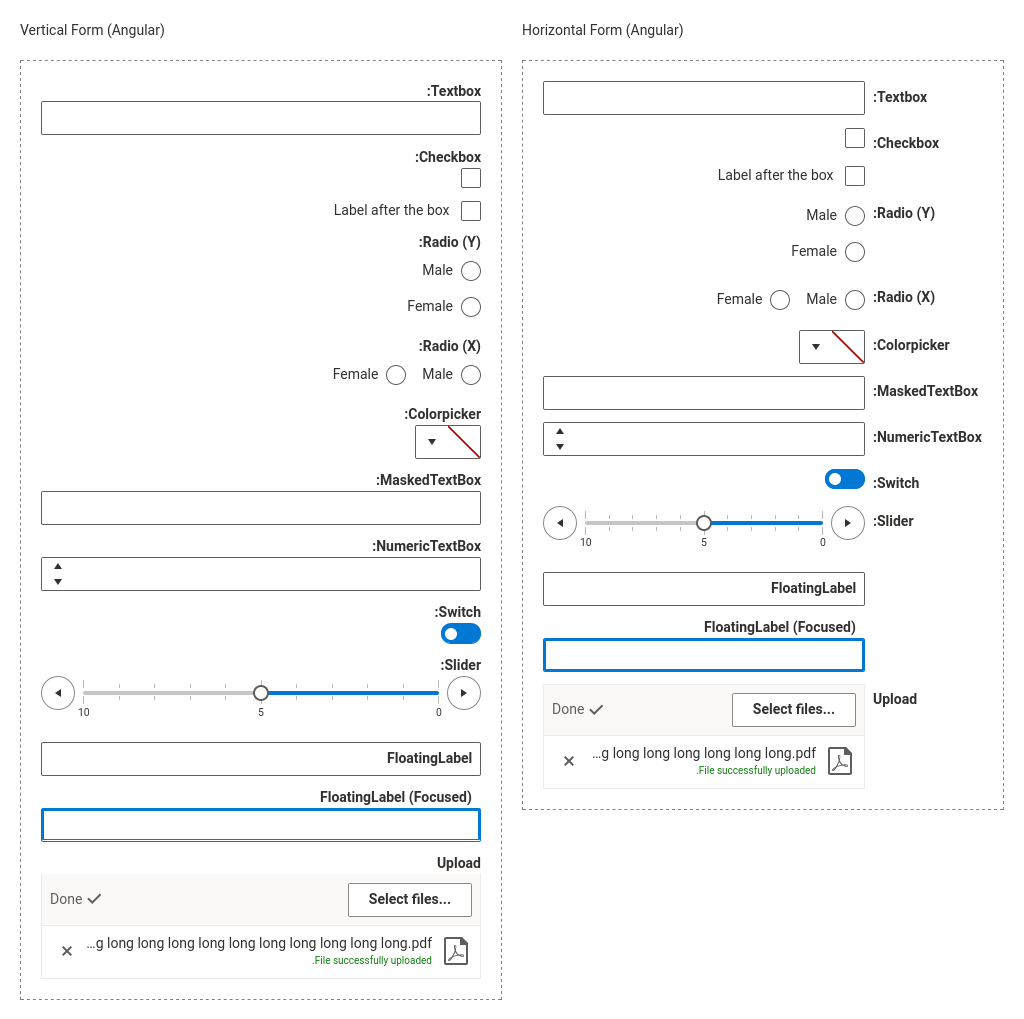 Vertical Form (Angular)
:Textbox
:Checkbox
Label after the box
:Radio (Y)
Male
Female
:Radio (X)
Female Male
:Colorpicker
:MaskedTextBox
:NumericTextBox
:Switch
:Slider
10 5 0
FloatingLabel
FloatingLabel (Focused)
Upload
Done Select files...
...g long long long long long long long long long long.pdf
.File successfully uploaded
Horizontal Form (Angular)
:Textbox
:Checkbox
Label after the box
Male :Radio (Y)
Female
Female Male :Radio (X)
:Colorpicker
:MaskedTextBox
:NumericTextBox
:Switch
:Slider
10 5 0
FloatingLabel
FloatingLabel (Focused)
Upload
Done Select files...
...g long long long long long long.pdf
.File successfully uploaded